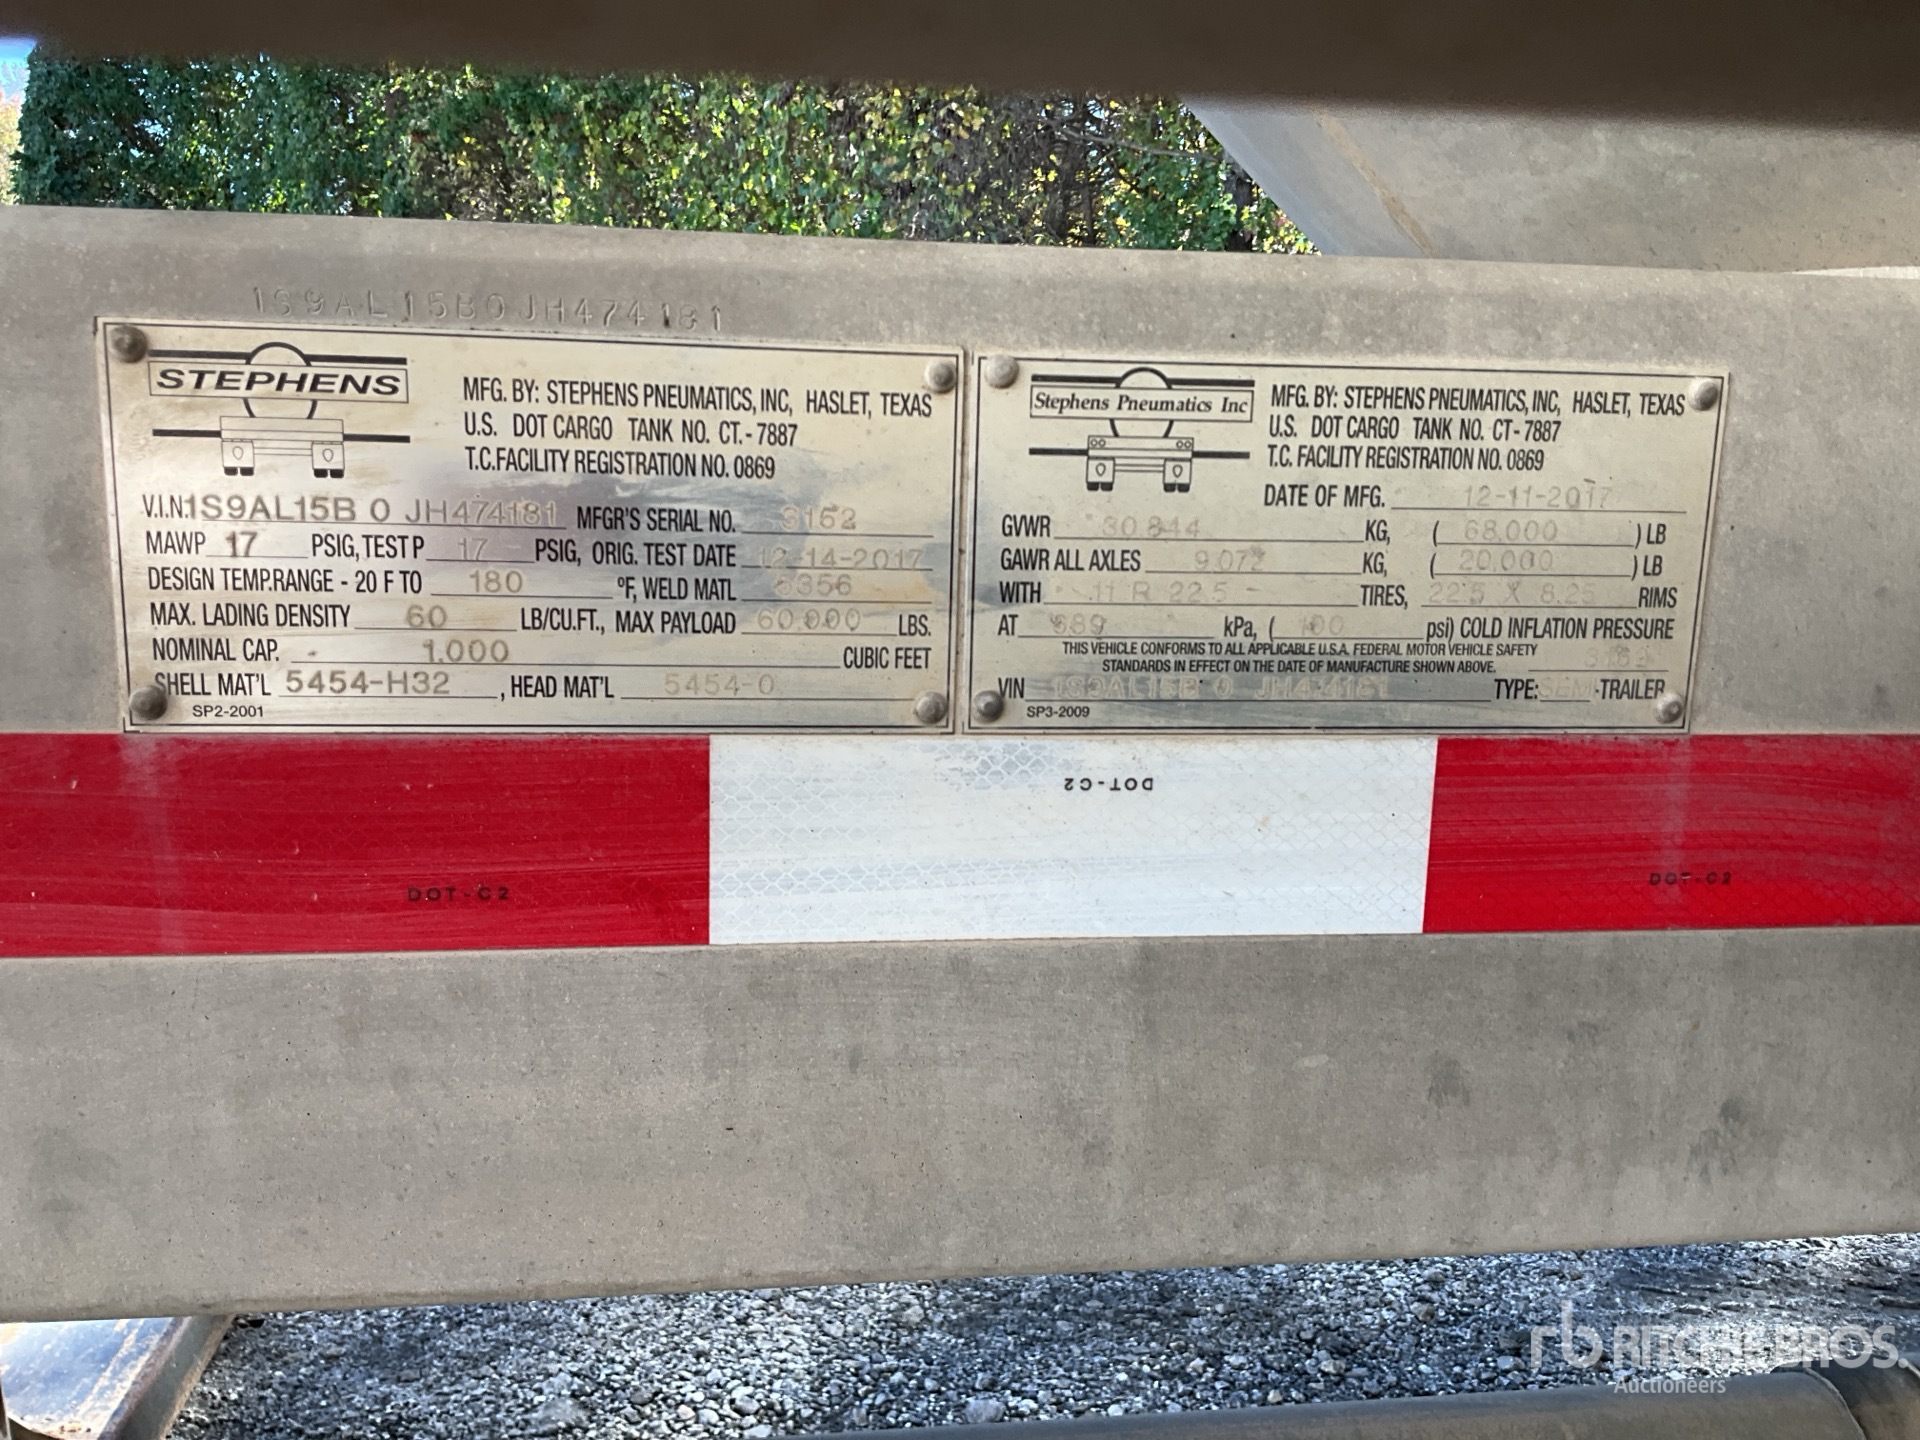 1S9AL15B0JH474181
STEPHENS
MFG. BY: STEPHENS PNEUMATICS, INC, HASLET, TEXAS
U.S. DOT CARGO TANK NO. CT.-7887
T.C. FACILITY REGISTRATION NO. 0869
V.I.N. 1S9AL15B 0 JH474181 MFGR'S SERIAL NO. 3152
MAWP 17 PSIG, TEST P 17 PSIG, ORIG. TEST DATE 12-14-2017
DESIGN TEMP. RANGE - 20 F TO 180 °F, WELD MATL 5356
MAX. LADING DENSITY 60 LB/CU.FT., MAX PAYLOAD 60,000 LBS.
NOMINAL CAP. 1,000 CUBIC FEET
SHELL MAT'L 5454-H32, HEAD MAT'L 5454-0
SP2-2001
Stephens Pneumatics Inc
MFG. BY: STEPHENS PNEUMATICS, INC, HASLET, TEXAS
U.S. DOT CARGO TANK NO. CT-7887
T.C. FACILITY REGISTRATION NO. 0869
DATE OF MFG. 12-11-2017
GVWR 30,844 KG, ( 68,000 ) LB
GAWR ALL AXLES 9,072 KG, ( 20,000 ) LB
WITH 11 R 22.5 TIRES, 22.5 X 8.25 RIMS
AT 689 kPa, ( 100 psi) COLD INFLATION PRESSURE
THIS VEHICLE CONFORMS TO ALL APPLICABLE U.S.A. FEDERAL MOTOR VEHICLE SAFETY
STANDARDS IN EFFECT ON THE DATE OF MANUFACTURE SHOWN ABOVE.
VIN 1S9AL15B 0 JH474181 TYPE: SEMI-TRAILER
SP3-2009
DOT-C2
DOT-C2
DOT-C2
rb RITCHIE BROS.
Auctioneers